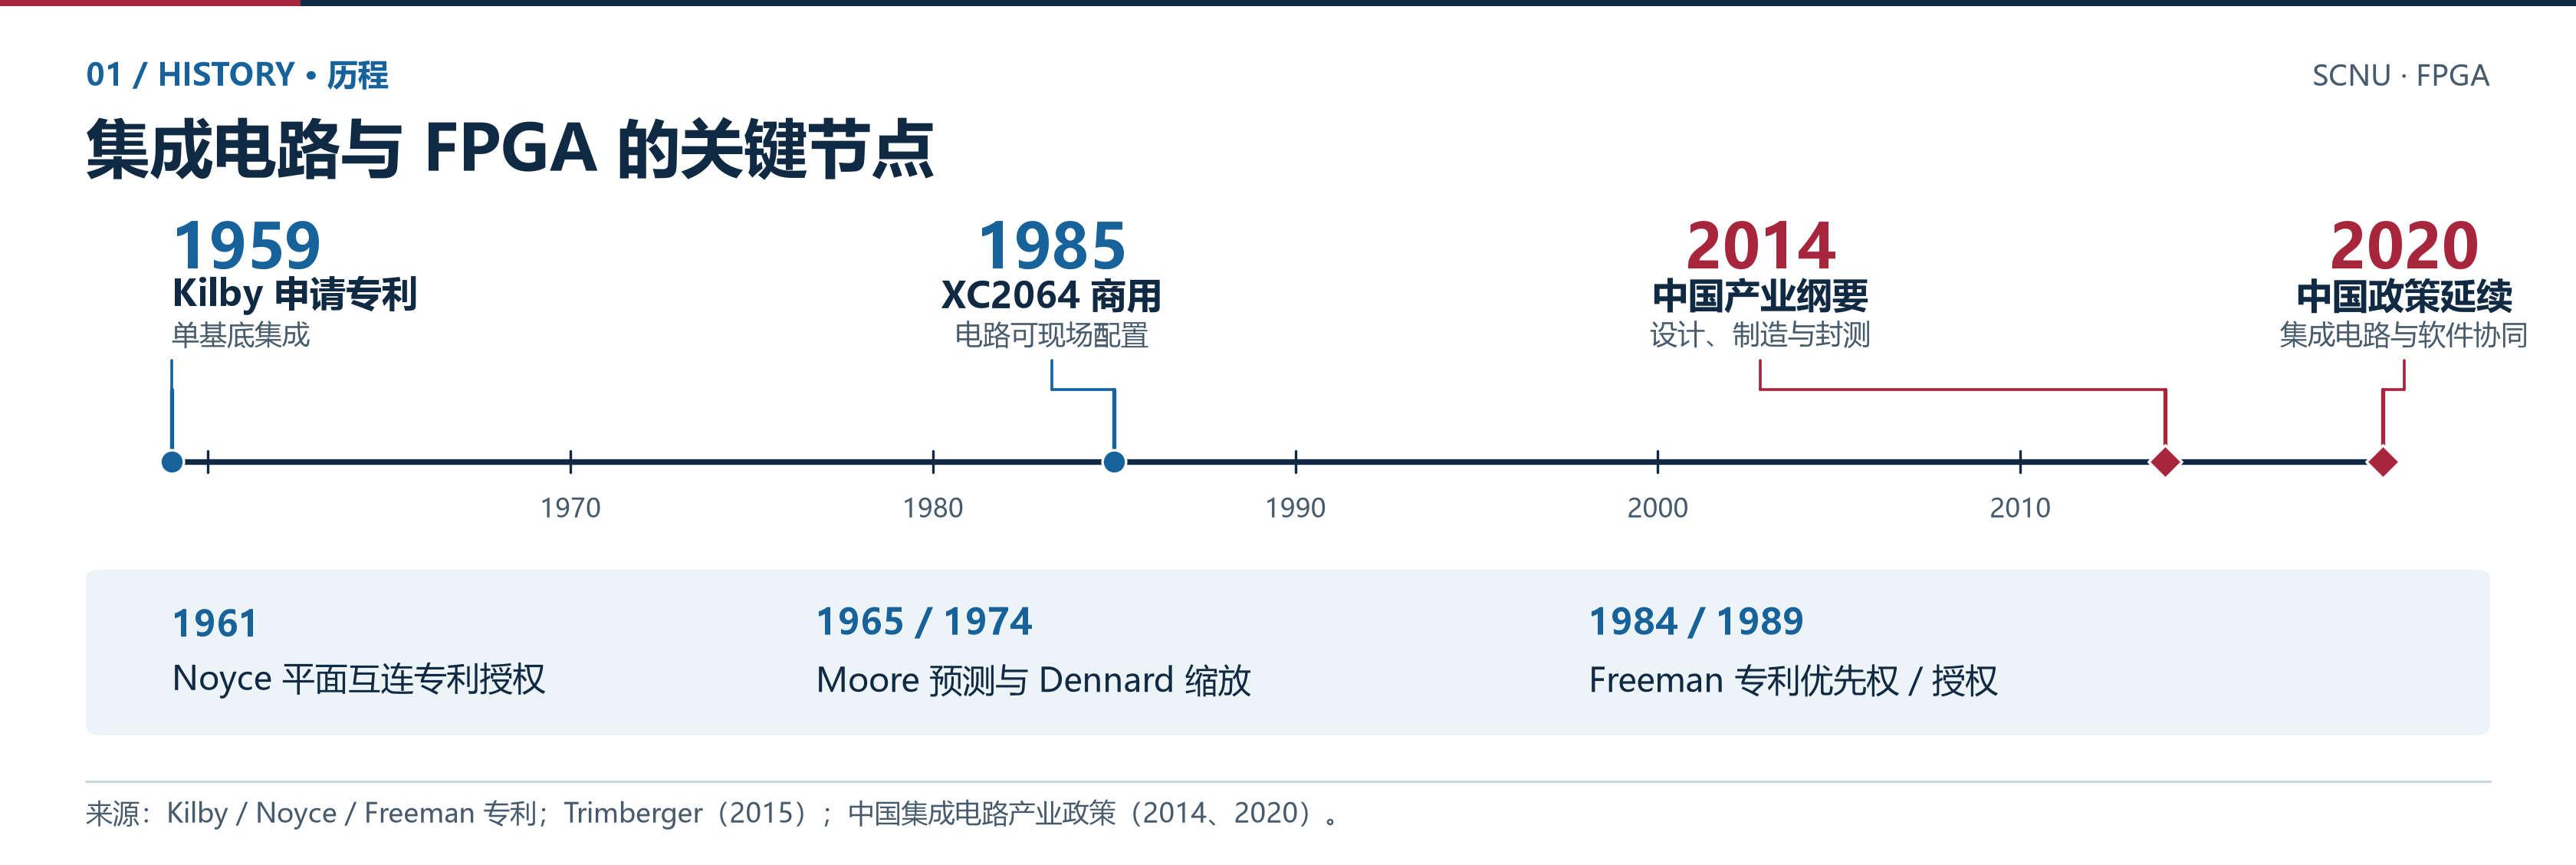 01 / HISTORY • 历程
SCNU · FPGA
集成电路与 FPGA 的关键节点
1959
Kilby 申请专利
单基底集成
1985
XC2064 商用
电路可现场配置
2014
中国产业纲要
设计、制造与封测
2020
中国政策延续
集成电路与软件协同
1970
1980
1990
2000
2010
1961
Noyce 平面互连专利授权
1965 / 1974
Moore 预测与 Dennard 缩放
1984 / 1989
Freeman 专利优先权 / 授权
来源：Kilby / Noyce / Freeman 专利；Trimberger（2015）；中国集成电路产业政策（2014、2020）。